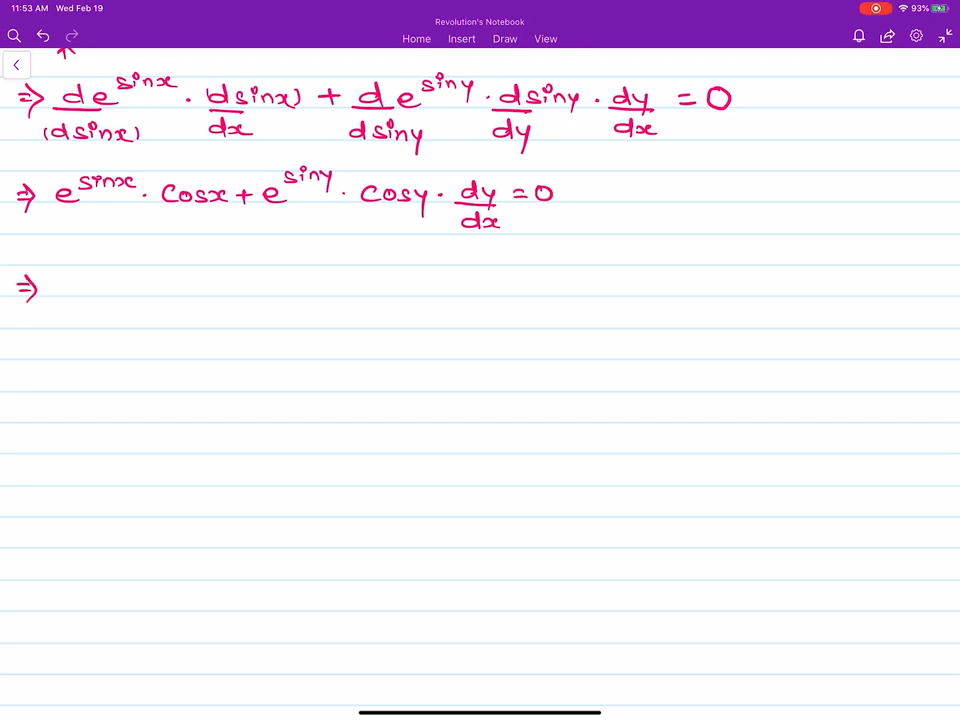 11:53 AM Wed Feb 19 93%
Revolution's Notebook
Home Insert Draw View
⇒ de^sinx/(dsinx) · (dsinx)/dx + de^siny/dsiny · dsiny/dy · dy/dx = 0
⇒ e^sinx · cosx + e^siny · cosy · dy/dx = 0
⇒